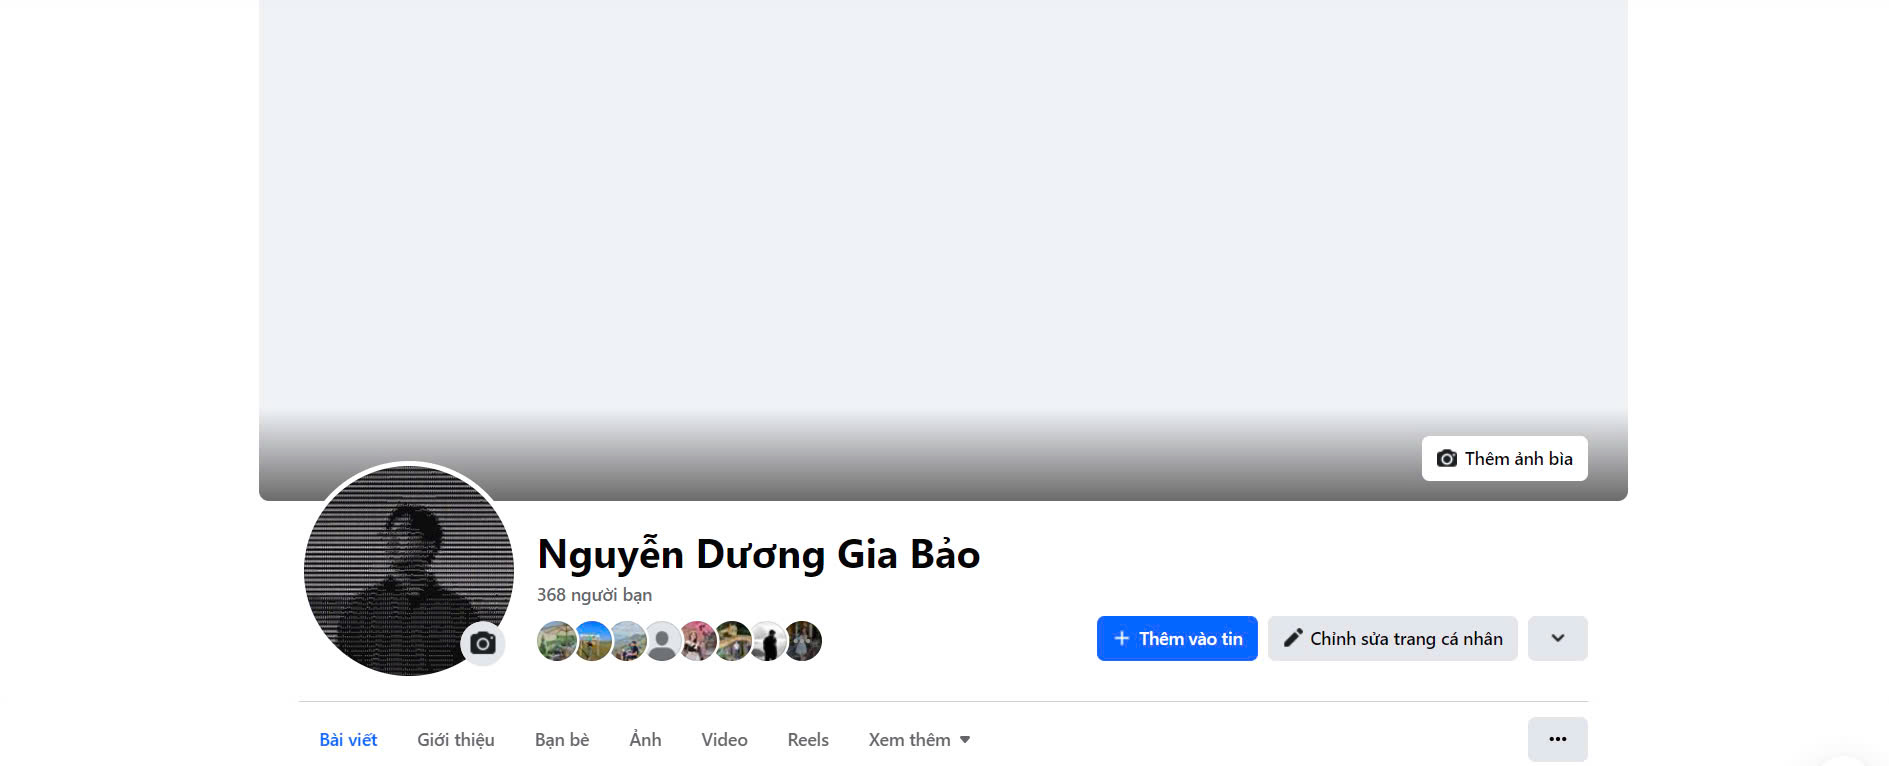 Thêm ảnh bìa
Nguyễn Dương Gia Bảo
368 người bạn
Thêm vào tin
Chỉnh sửa trang cá nhân
Bài viết
Giới thiệu
Bạn bè
Ảnh
Video
Reels
Xem thêm